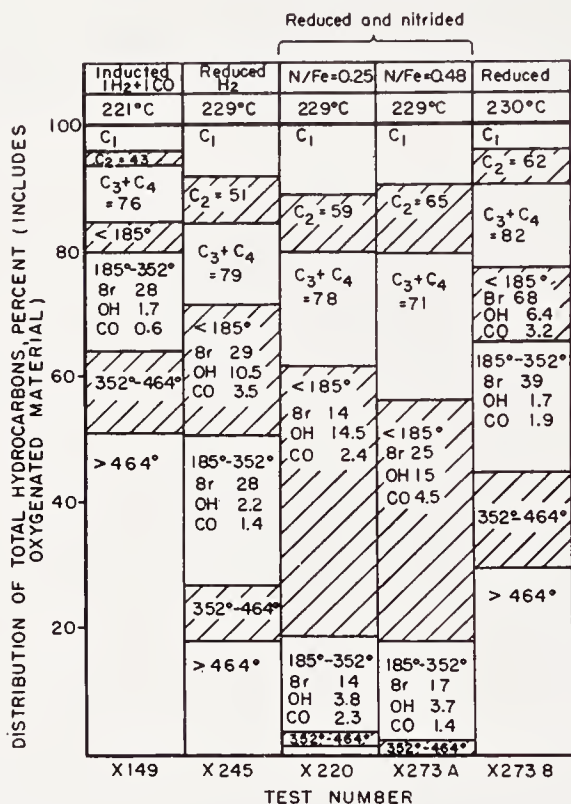 Reduced and nitrided
Inducted
1H2+1CO
Reduced
H2
N/Fe=0.25
N/Fe=0.48
Reduced
221°C
229°C
229°C
229°C
230°C
DISTRIBUTION OF TOTAL HYDROCARBONS, PERCENT (INCLUDES
OXYGENATED MATERIAL)
100
80
60
40
20
C1
C2=43
C3+C4
=76
<185°
185°-352°
Br 28
OH 1.7
CO 0.6
352°-464°
>464°
C1
C2=51
C3+C4
=79
<185°
Br 29
OH 10.5
CO 3.5
185°-352°
Br 28
OH 2.2
CO 1.4
352°-464°
>464°
C1
C2=59
C3+C4
=78
<185°
Br 14
OH 14.5
CO 2.4
185°-352°
Br 14
OH 3.8
CO 2.3
352°-464°
C1
C2=65
C3+C4
=71
<185°
Br 25
OH 15
CO 4.5
185°-352°
Br 17
OH 3.7
CO 1.4
352°-464°
C1
C2=62
C3+C4
=82
<185°
Br 68
OH 6.4
CO 3.2
185°-352°
Br 39
OH 1.7
CO 1.9
352°-464°
>464°
X149
X245
X220
X273A
X273B
TEST NUMBER